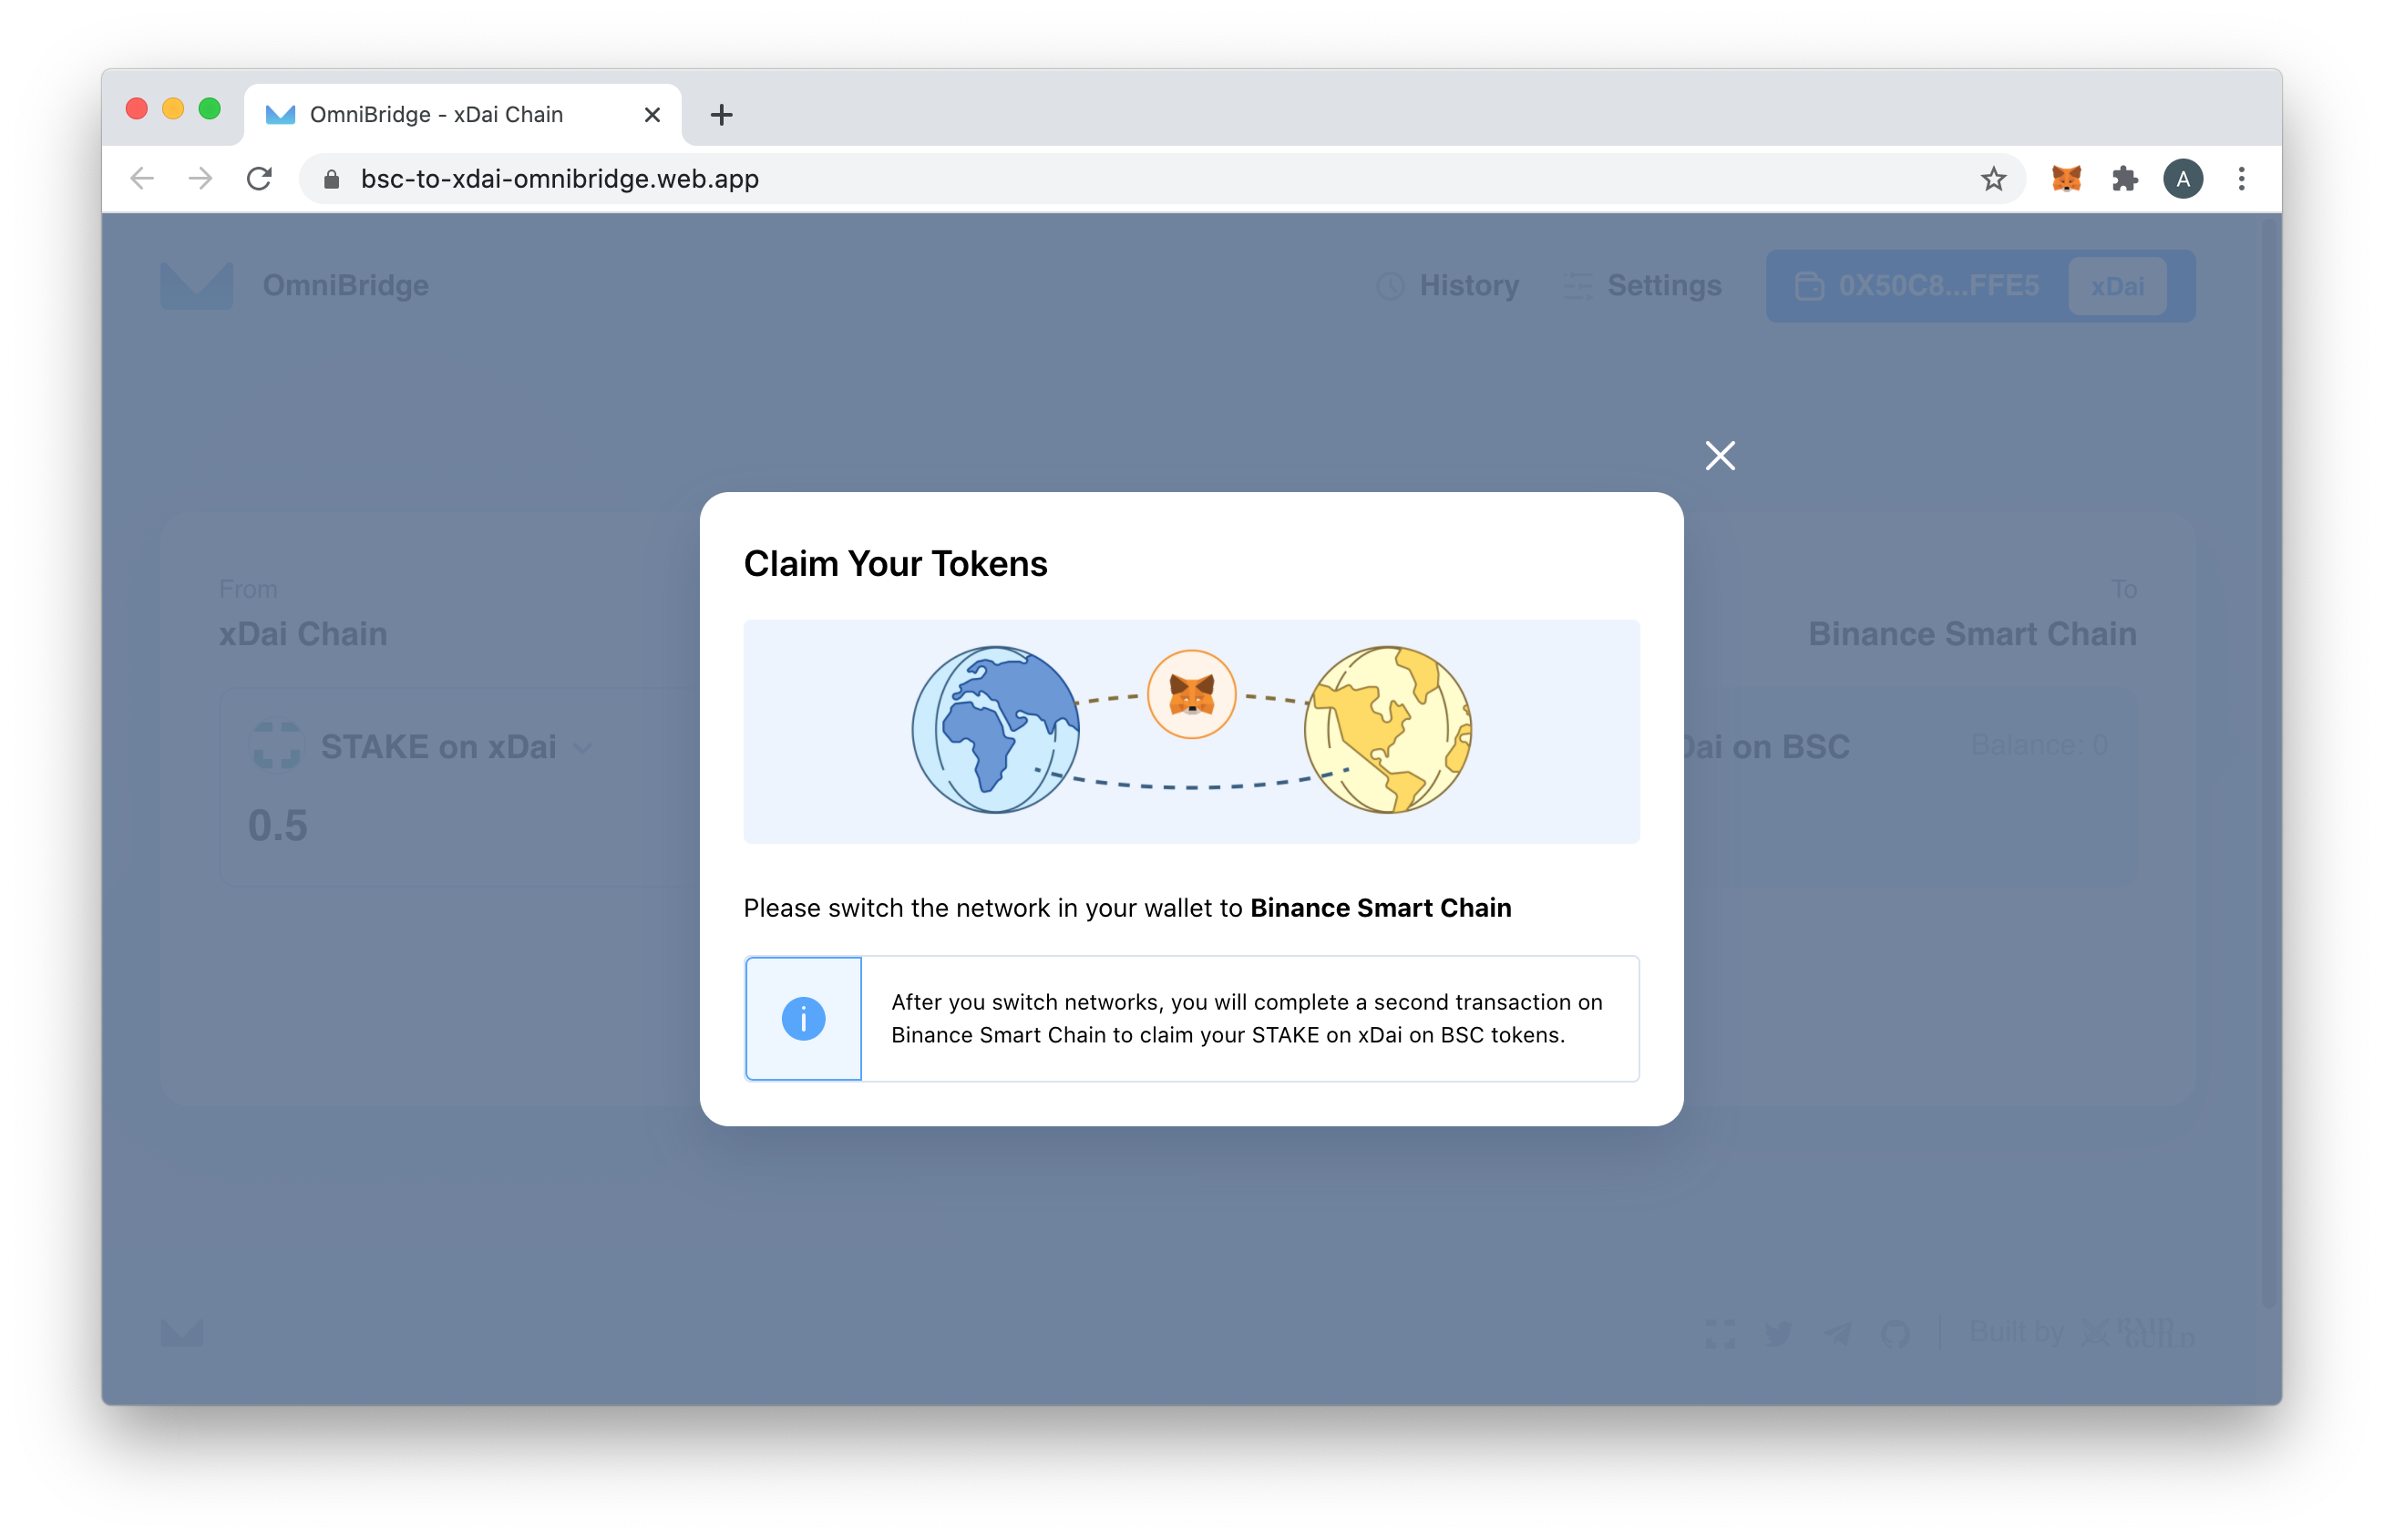 OmniBridge - xDai Chain
bsc-to-xdai-omnibridge.web.app
A
OmniBridge
History
Settings
0X50C8...FFE5
xDai
Claim Your Tokens
From
xDai Chain
To
Binance Smart Chain
STAKE on xDai
Dai on BSC
Balance: 0
0.5
Please switch the network in your wallet to Binance Smart Chain
After you switch networks, you will complete a second transaction on
Binance Smart Chain to claim your STAKE on xDai on BSC tokens.
Built by
RAID
GUILD